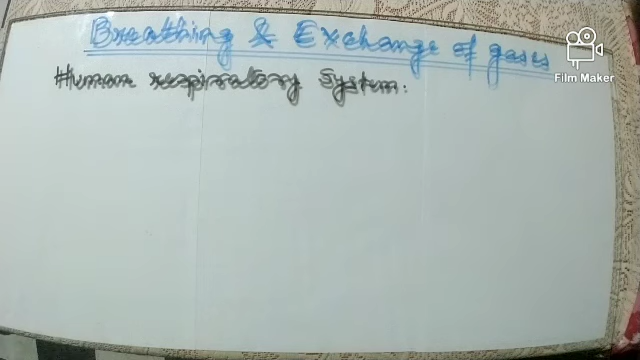 Breathing & Exchange of gases
Human respiratory System:
Film Maker